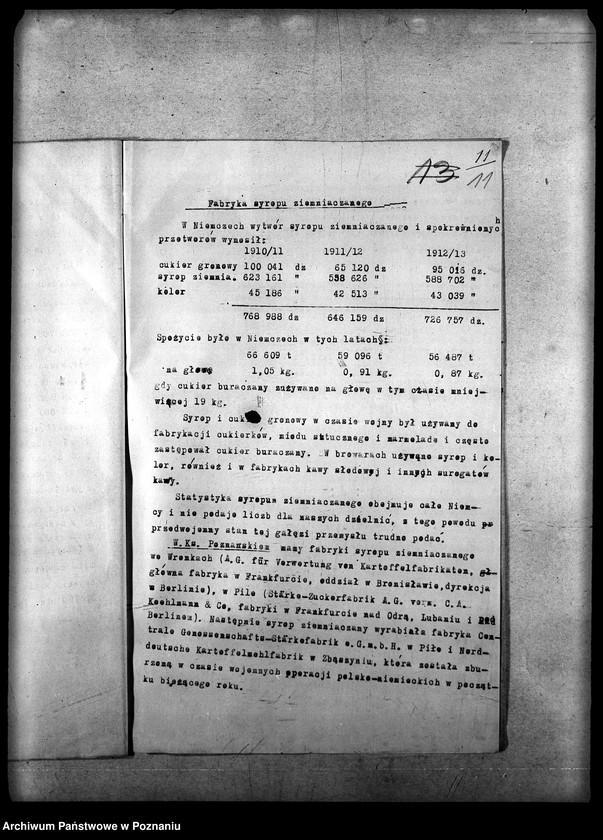 13 11/11
Fabryka syropu ziemniaczanego
W Niemczech wytwór syropu ziemniaczanego i spokrewnionych
przetworów wynosił:
1910/11 1911/12 1912/13
cukier gronowy 100 041 dz 65 120 dz 95 016 dz.
syrop ziemnia. 623 161 " 538 626 " 588 702 "
koler 45 186 " 42 513 " 43 039 "
768 988 dz 646 159 dz 726 757 dz.
Spożycie było w Niemczech w tych latach:
66 609 t 59 096 t 56 487 t
na głowę 1,05 kg. 0, 91 kg. 0, 87 kg.
gdy cukier buraczany zużywano na głowę w tym czasie mniej-
więcej 19 kg.
Syrop i cukier gronowy w czasie wojny był używany do
fabrykacji cukierków, miodu sztucznego i marmelade i często
zastępował cukier buraczany. W browarach używano syrop i ko-
ler, również i w fabrykach kawy słodowej i innych suregatów
kawy.
Statystyka syropus ziemniaczanego obejmuje całe Niem-
cy i nie podaje liczb dla naszych dzielnic, z tego powodu
przedwojenny stan tej gałęzi przemysłu trudno podać.
W.Ks. Poznańskiem mamy fabryki syropu ziemniaczanego
we Wronkach (A.G. für Verwertung von Kartoffelfabrikaten,
główna fabryka w Frankfurcie, oddział w Bronisławie, dyrekcja
w Berlinie), w Pile (Stärke-Zuckerfabrik A.G. vorm. C.A.
Koehlmann & Co, fabryki w Frankfurcie nad Odrą, Lubaniu i
Berlinem). Następnie syrop ziemniaczany wyrabiała fabryka Cen-
trale Genossenschafts-Stärkefabrik e.G.m.b.H. w Pile i Nord-
deutsche Kartoffelmehlfabrik w Zbąszyniu, która została zbu-
rzoną w czasie wojennych operacji polsko-niemieckich w począt-
ku bieżącego roku.
Archiwum Państwowe w Poznaniu